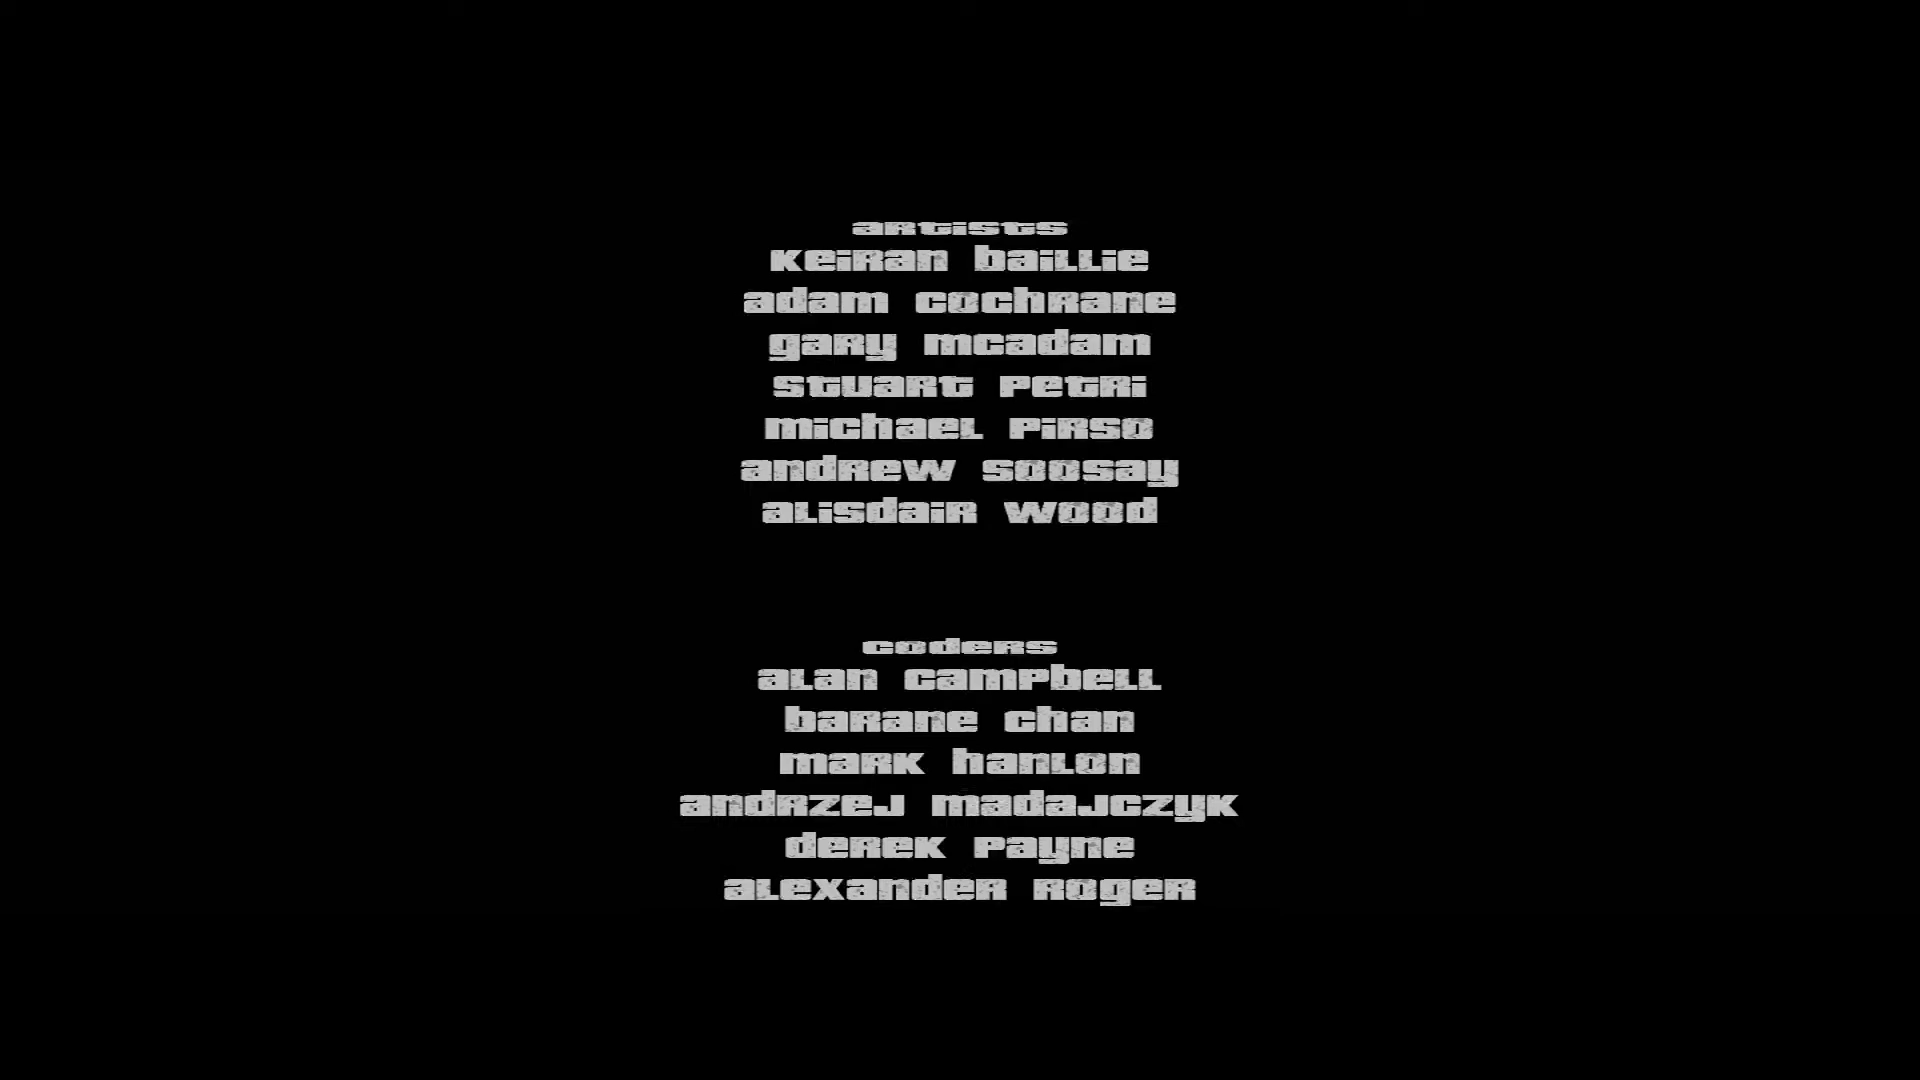 artists
keiran baillie
adam cochrane
gary mcadam
stuart petri
michael pirso
andrew soosay
alisdair wood
coders
alan campbell
barane chan
mark hanlon
andrzej madajczyk
derek payne
alexander roger